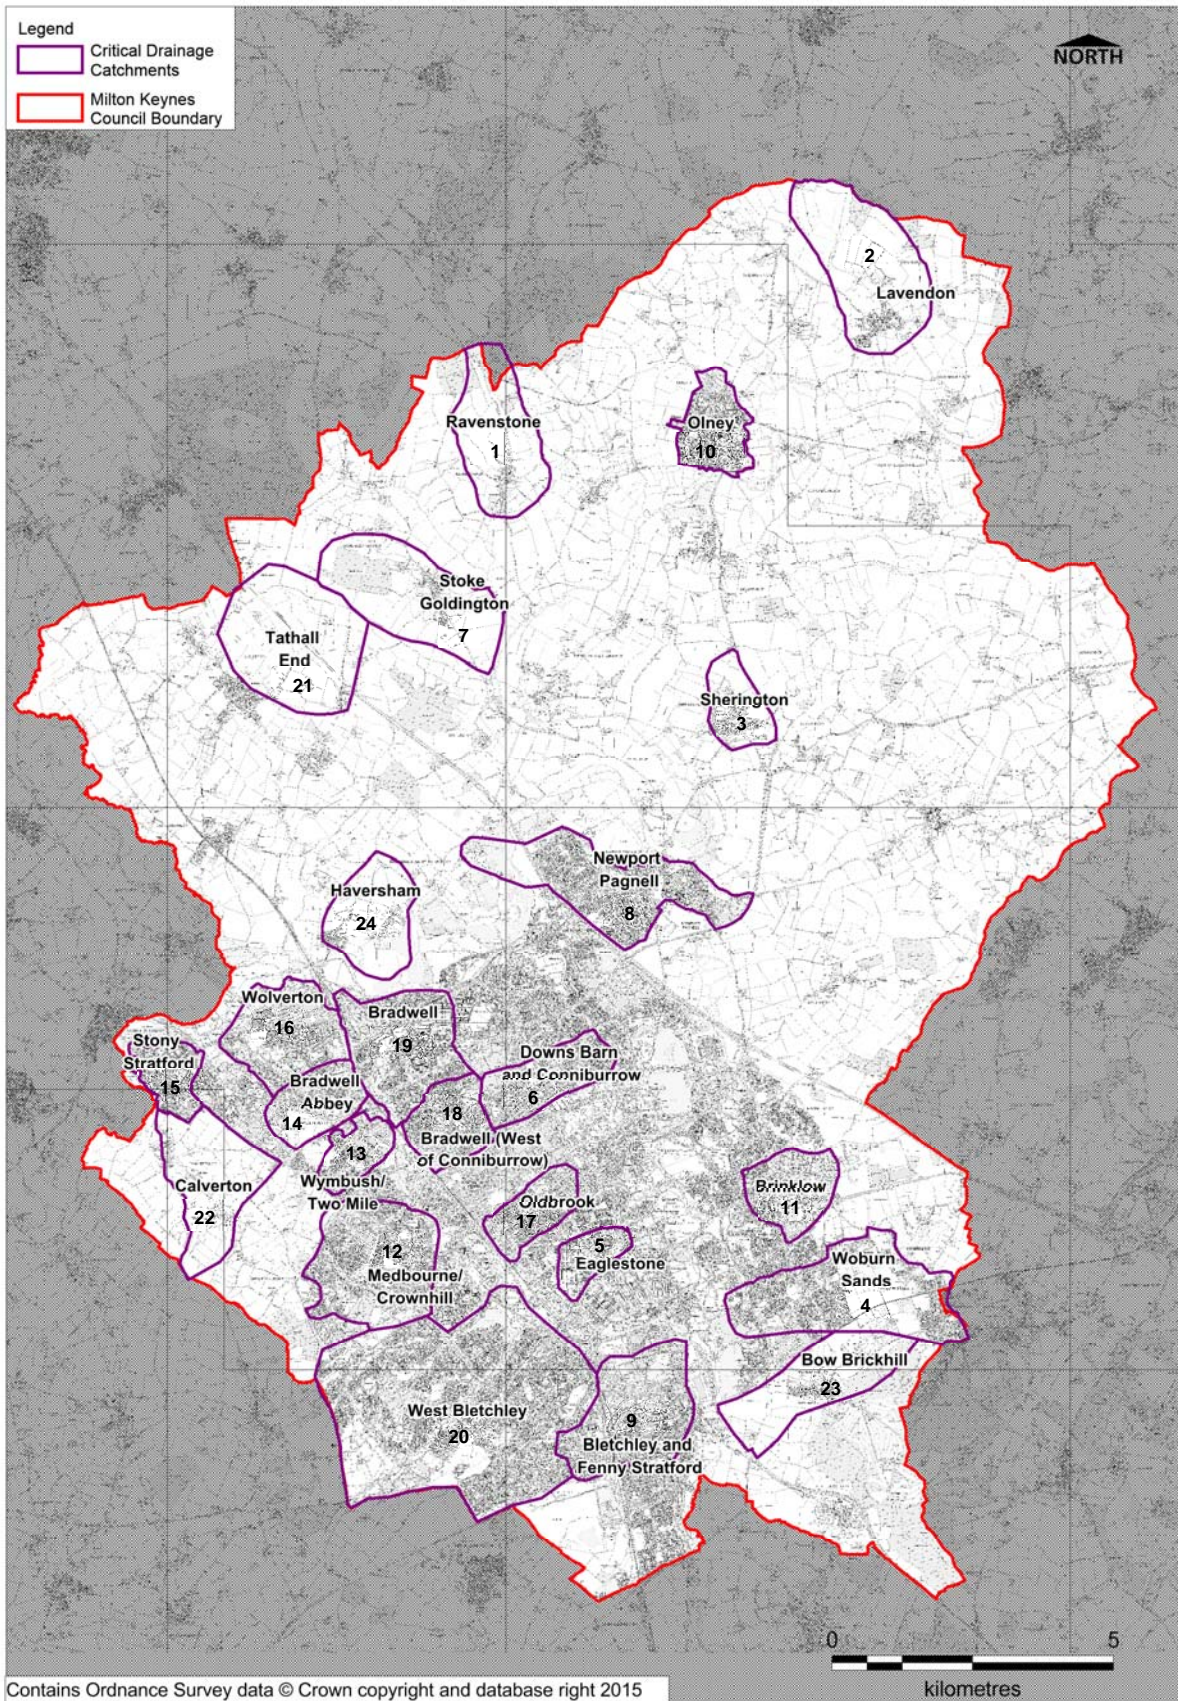 Legend
Critical Drainage
Catchments
Milton Keynes
Council Boundary
NORTH
2
Lavendon
Ravenstone
1
Olney
10
Stoke
Goldington
7
Tathall
End
21
Sherington
3
Newport
Pagnell
8
Haversham
24
Wolverton
16
Bradwell
19
Stony
Stratford
15
Downs Barn
and Conniburrow
6
Bradwell
Abbey
14
18
Bradwell (West
of Conniburrow)
13
Wymbush/
Two Mile
Calverton
22
Oldbrook
17
Brinklow
11
5
Eaglestone
12
Medbourne/
Crownhill
Woburn
Sands
4
Bow Brickhill
23
West Bletchley
20
9
Bletchley and
Fenny Stratford
0 5
kilometres
Contains Ordnance Survey data © Crown copyright and database right 2015